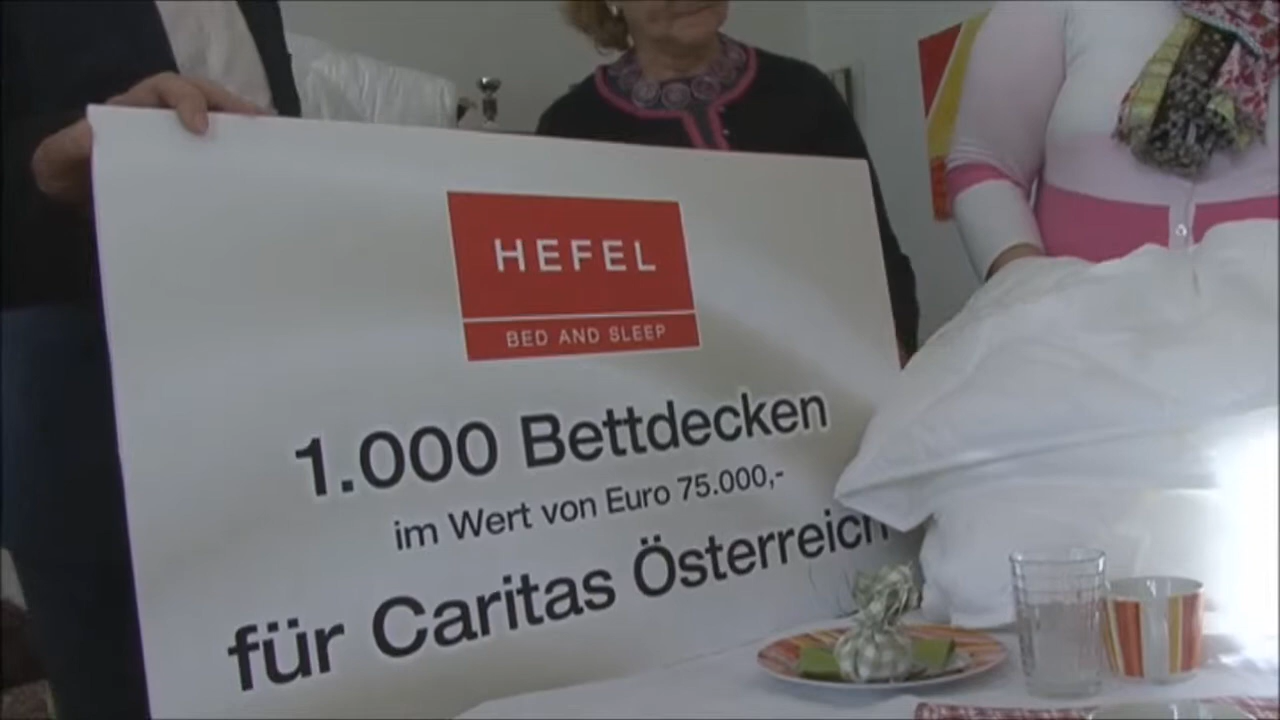 HEFEL
BED AND SLEEP
1.000 Bettdecken
im Wert von Euro 75.000,-
für Caritas Österreich